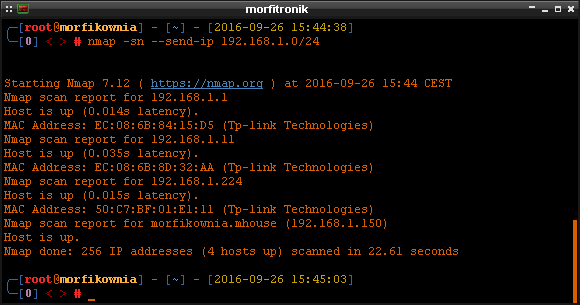 morfitronik
[root@morfikownia] - [~] - [2016-09-26 15:44:38]
[0] < > # nmap -sn --send-ip 192.168.1.0/24
Starting Nmap 7.12 ( https://nmap.org ) at 2016-09-26 15:44 CEST
Nmap scan report for 192.168.1.1
Host is up (0.014s latency).
MAC Address: EC:08:6B:84:15:D5 (Tp-link Technologies)
Nmap scan report for 192.168.1.11
Host is up (0.035s latency).
MAC Address: EC:08:6B:8D:32:AA (Tp-link Technologies)
Nmap scan report for 192.168.1.224
Host is up (0.015s latency).
MAC Address: 50:C7:BF:01:E1:11 (Tp-link Technologies)
Nmap scan report for morfikownia.mhouse (192.168.1.150)
Host is up.
Nmap done: 256 IP addresses (4 hosts up) scanned in 22.61 seconds
[root@morfikownia] - [~] - [2016-09-26 15:45:03]
[0] < > #